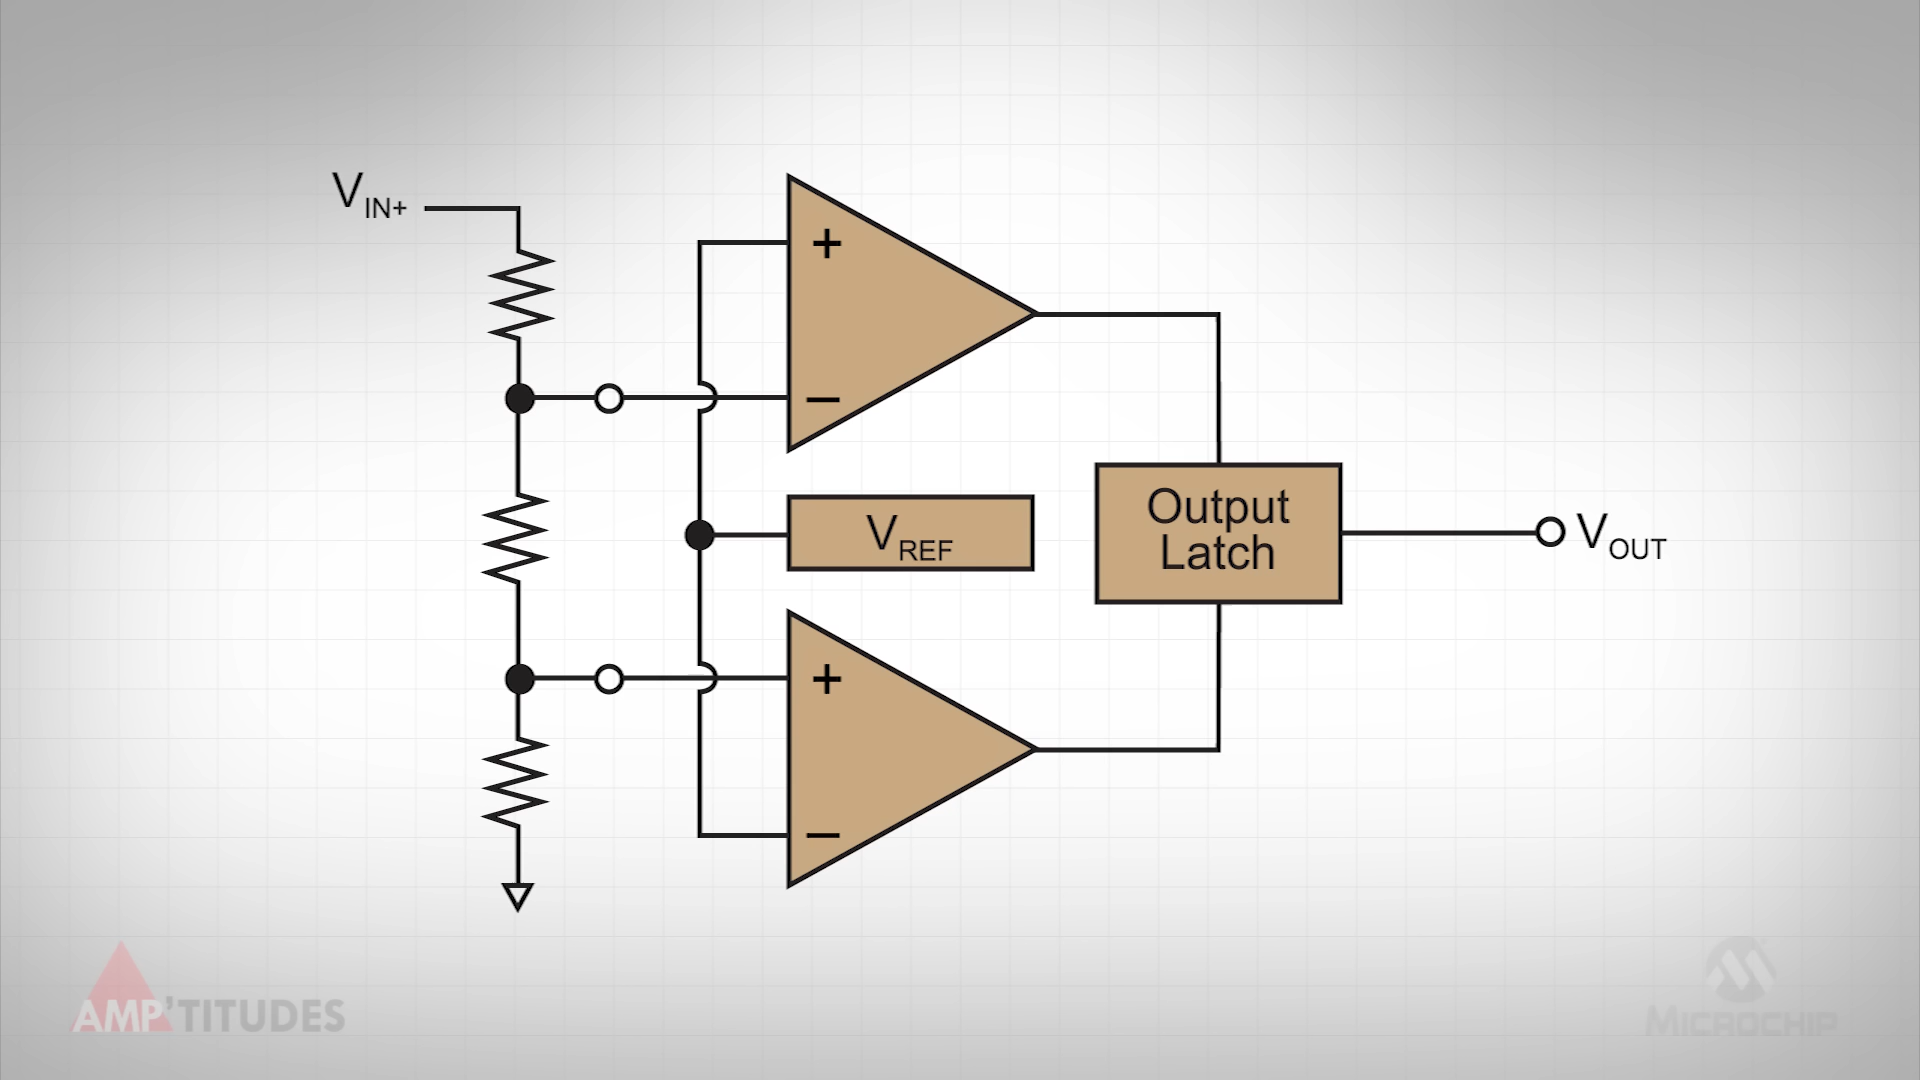 VIN+
+
−
VREF
Output
Latch
VOUT
+
−
AMP'TITUDES
MICROCHIP